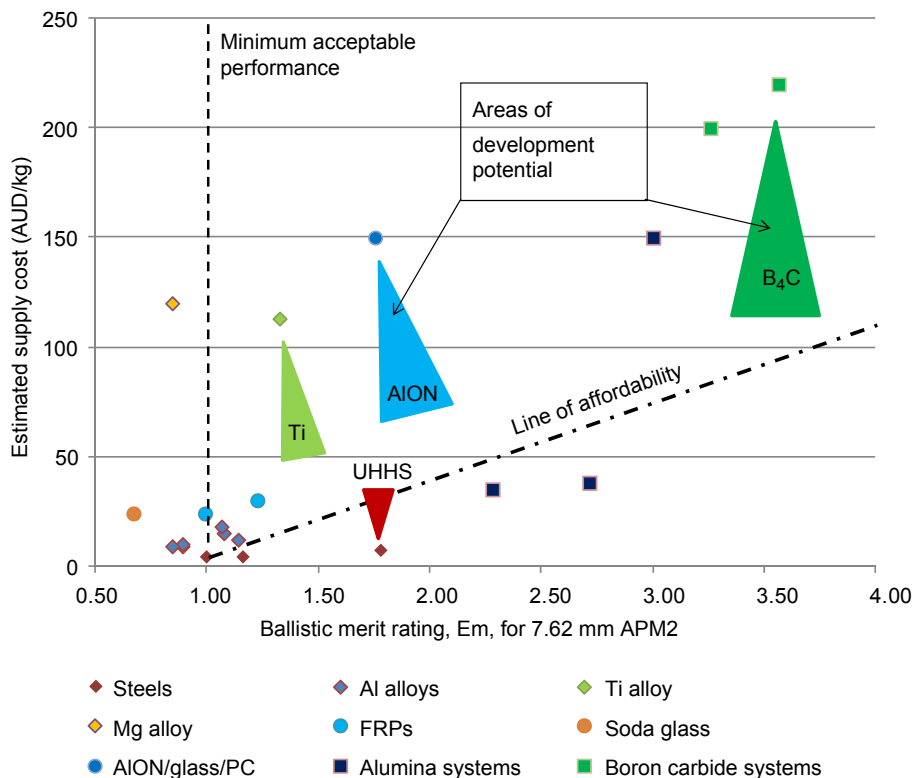 250
200
150
100
50
0
Estimated supply cost (AUD/kg)
Minimum acceptable
performance
Areas of
development
potential
B₄C
AlON
Ti
Line of affordability
UHHS
0.50 1.00 1.50 2.00 2.50 3.00 3.50 4.00
Ballistic merit rating, Em, for 7.62 mm APM2
Steels Al alloys Ti alloy
Mg alloy FRPs Soda glass
AlON/glass/PC Alumina systems Boron carbide systems